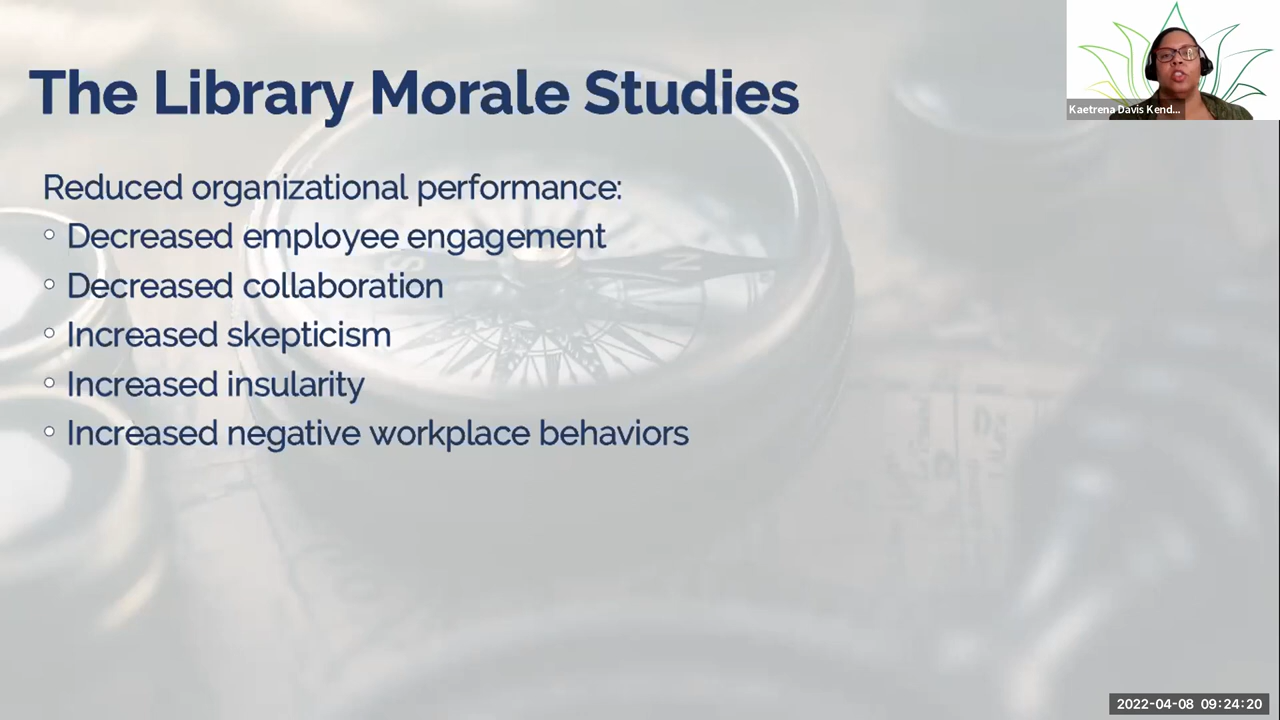 The Library Morale Studies
Kaetrena Davis Kend...
Reduced organizational performance:
◦ Decreased employee engagement
◦ Decreased collaboration
◦ Increased skepticism
◦ Increased insularity
◦ Increased negative workplace behaviors
2022-04-08 09:24:20